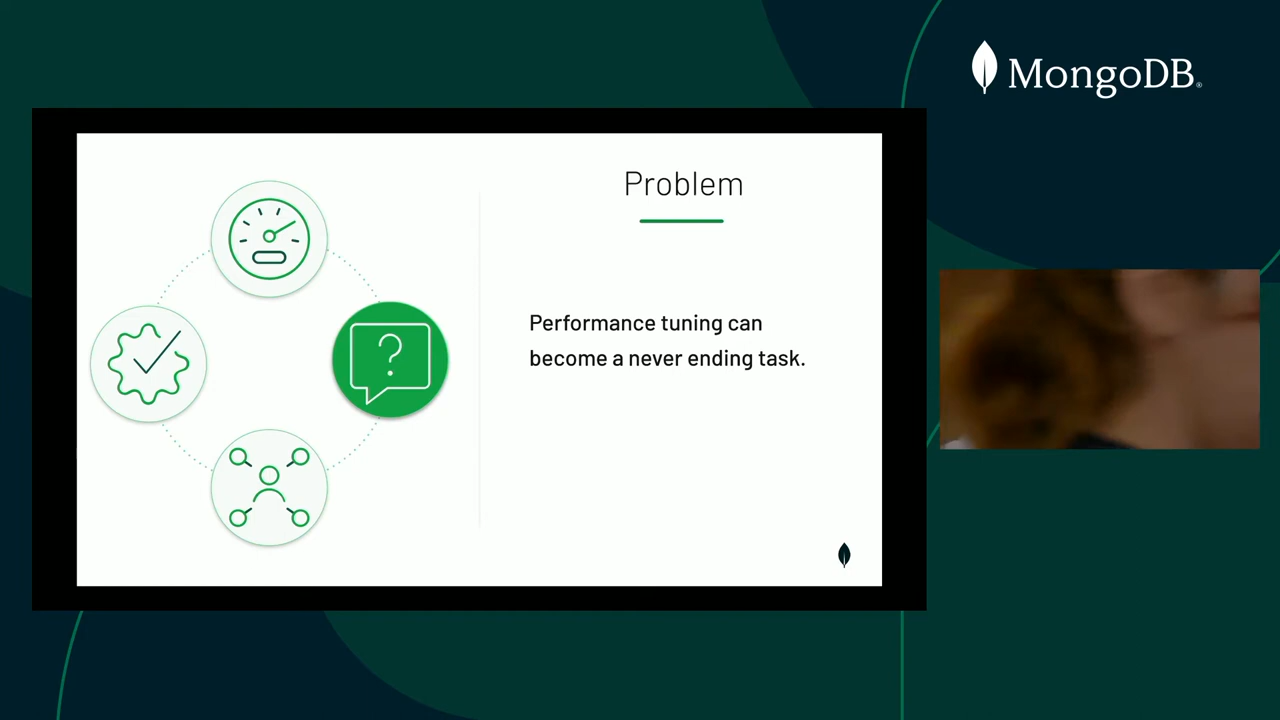 MongoDB®
Problem
Performance tuning can
become a never ending task.
?